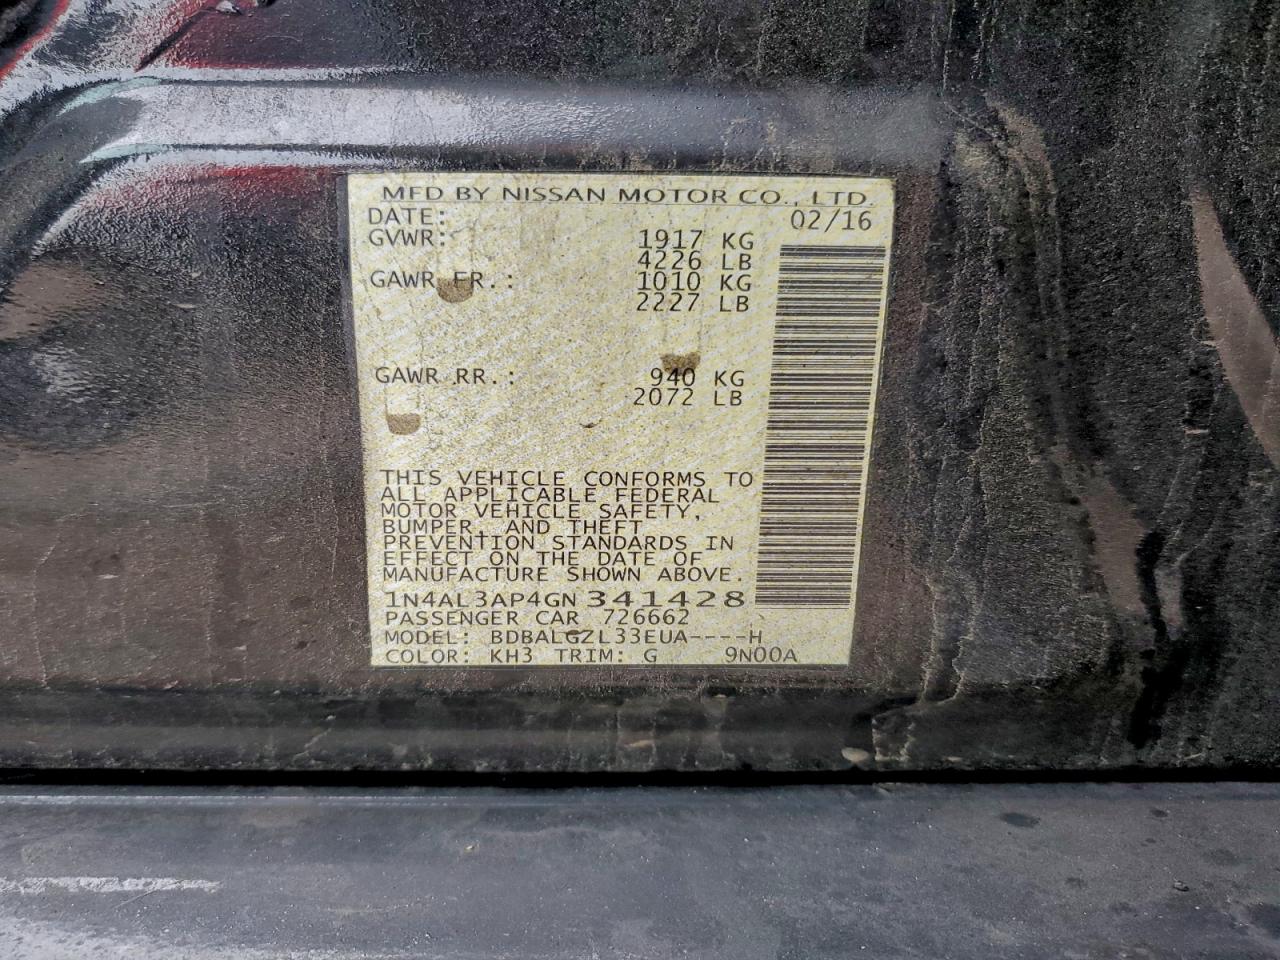 MFD BY NISSAN MOTOR CO., LTD.
DATE: 02/16
GVWR: 1917 KG
4226 LB
GAWR FR.: 1010 KG
2227 LB
GAWR RR.: 940 KG
2072 LB
THIS VEHICLE CONFORMS TO
ALL APPLICABLE FEDERAL
MOTOR VEHICLE SAFETY,
BUMPER, AND THEFT
PREVENTION STANDARDS IN
EFFECT ON THE DATE OF
MANUFACTURE SHOWN ABOVE.
1N4AL3AP4GN341428
PASSENGER CAR 726662
MODEL: BDBALGZL33EUA----H
COLOR: KH3 TRIM: G 9N00A